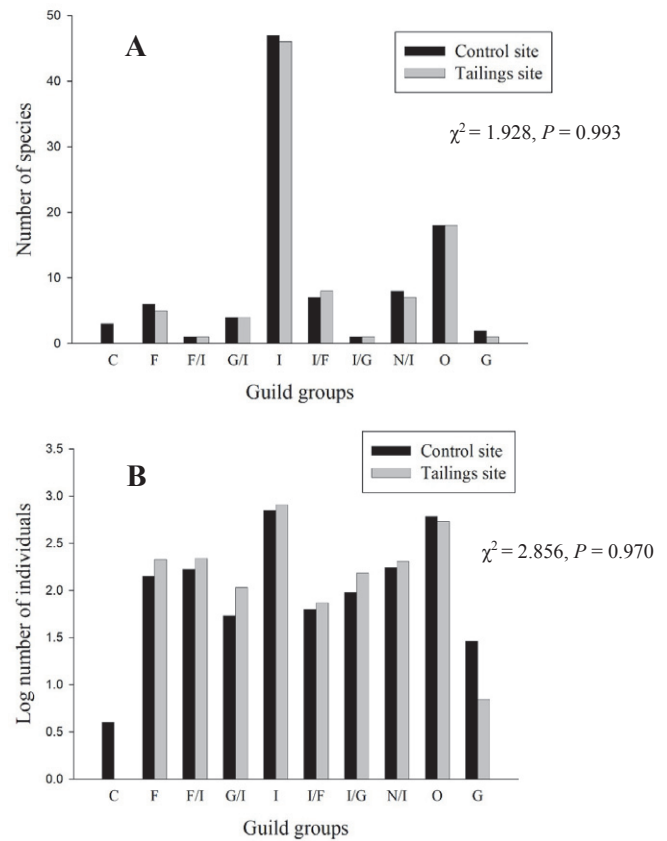 A
Control site
Tailings site
χ² = 1.928, P = 0.993
Number of species
50
40
20
10
0
C F F/I G/I I I/F I/G N/I O G
Guild groups
B
Control site
Tailings site
χ² = 2.856, P = 0.970
Log number of individuals
3.5
3.0
2.5
2.0
1.5
1.0
0.5
0.0
C F F/I G/I I I/F I/G N/I O G
Guild groups